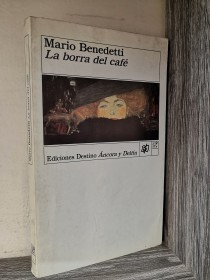 Mario Benedetti
La borra del café
Ediciones Destino Áncora y Delfín